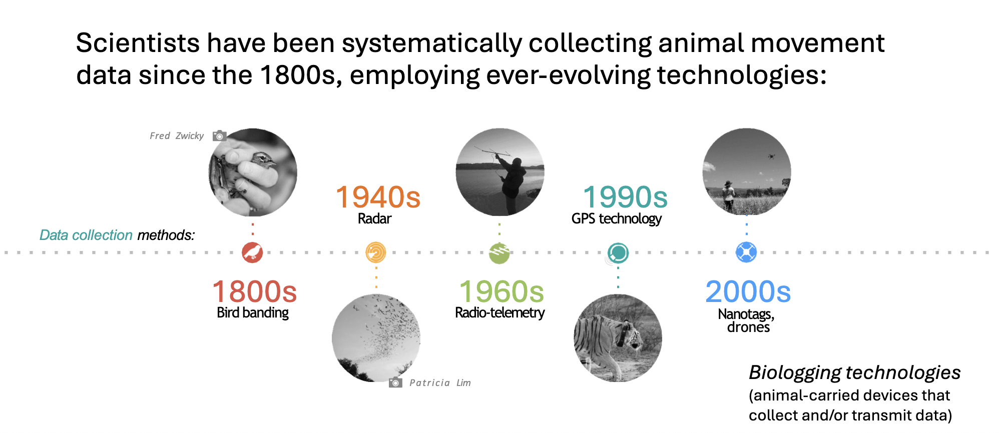 Scientists have been systematically collecting animal movement
data since the 1800s, employing ever-evolving technologies:
Fred Zwicky
1940s
Radar
1990s
GPS technology
Data collection methods:
1800s
Bird banding
1960s
Radio-telemetry
2000s
Nanotags,
drones
Patricia Lim
Biologging technologies
(animal-carried devices that
collect and/or transmit data)